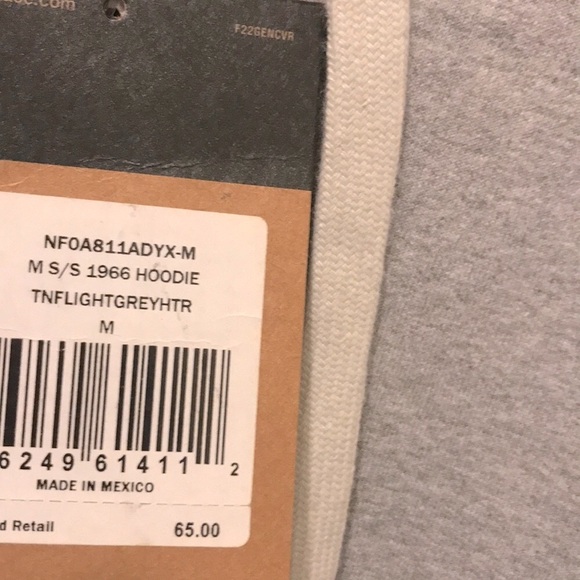 F22GENCVR
NF0A811ADYX-M
M S/S 1966 HOODIE
TNFLIGHTGREYHTR
M
6249 61411 2
MADE IN MEXICO
Retail 65.00